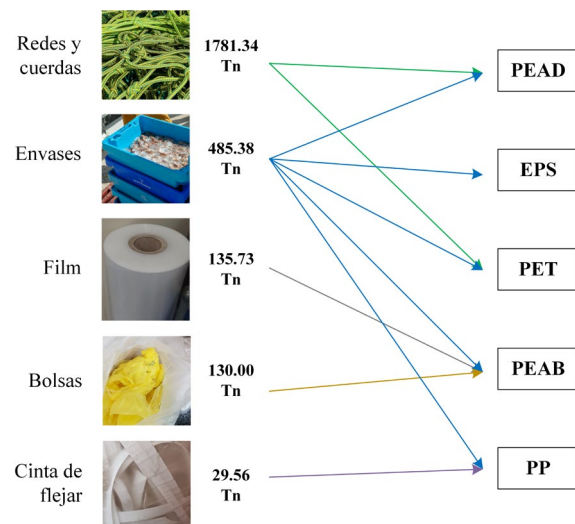 Redes y
cuerdas
1781.34
Tn
PEAD
Envases
485.38
Tn
EPS
Film
135.73
Tn
PET
Bolsas
130.00
Tn
PEAB
Cinta de
flejar
29.56
Tn
PP